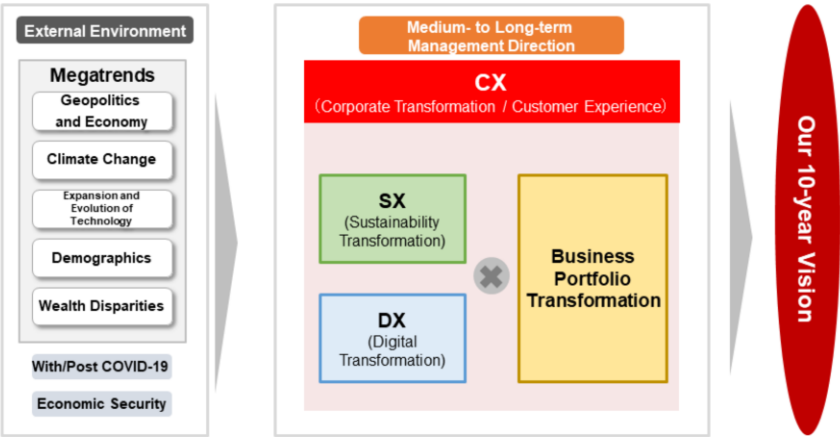 External Environment
Megatrends
Geopolitics
and Economy
Climate Change
Expansion and
Evolution of
Technology
Demographics
Wealth Disparities
With/Post COVID-19
Economic Security
Medium- to Long-term
Management Direction
CX
(Corporate Transformation / Customer Experience)
SX
(Sustainability
Transformation)
DX
(Digital
Transformation)
Business
Portfolio
Transformation
Our 10-year Vision